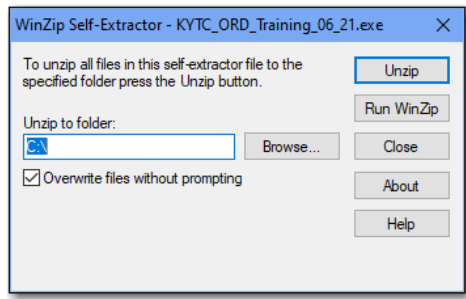 WinZip Self-Extractor - KYTC_ORD_Training_06_21.exe
To unzip all files in this self-extractor file to the
specified folder press the Unzip button.
Unzip to folder:
C:\
Browse...
Overwrite files without prompting
Unzip
Run WinZip
Close
About
Help